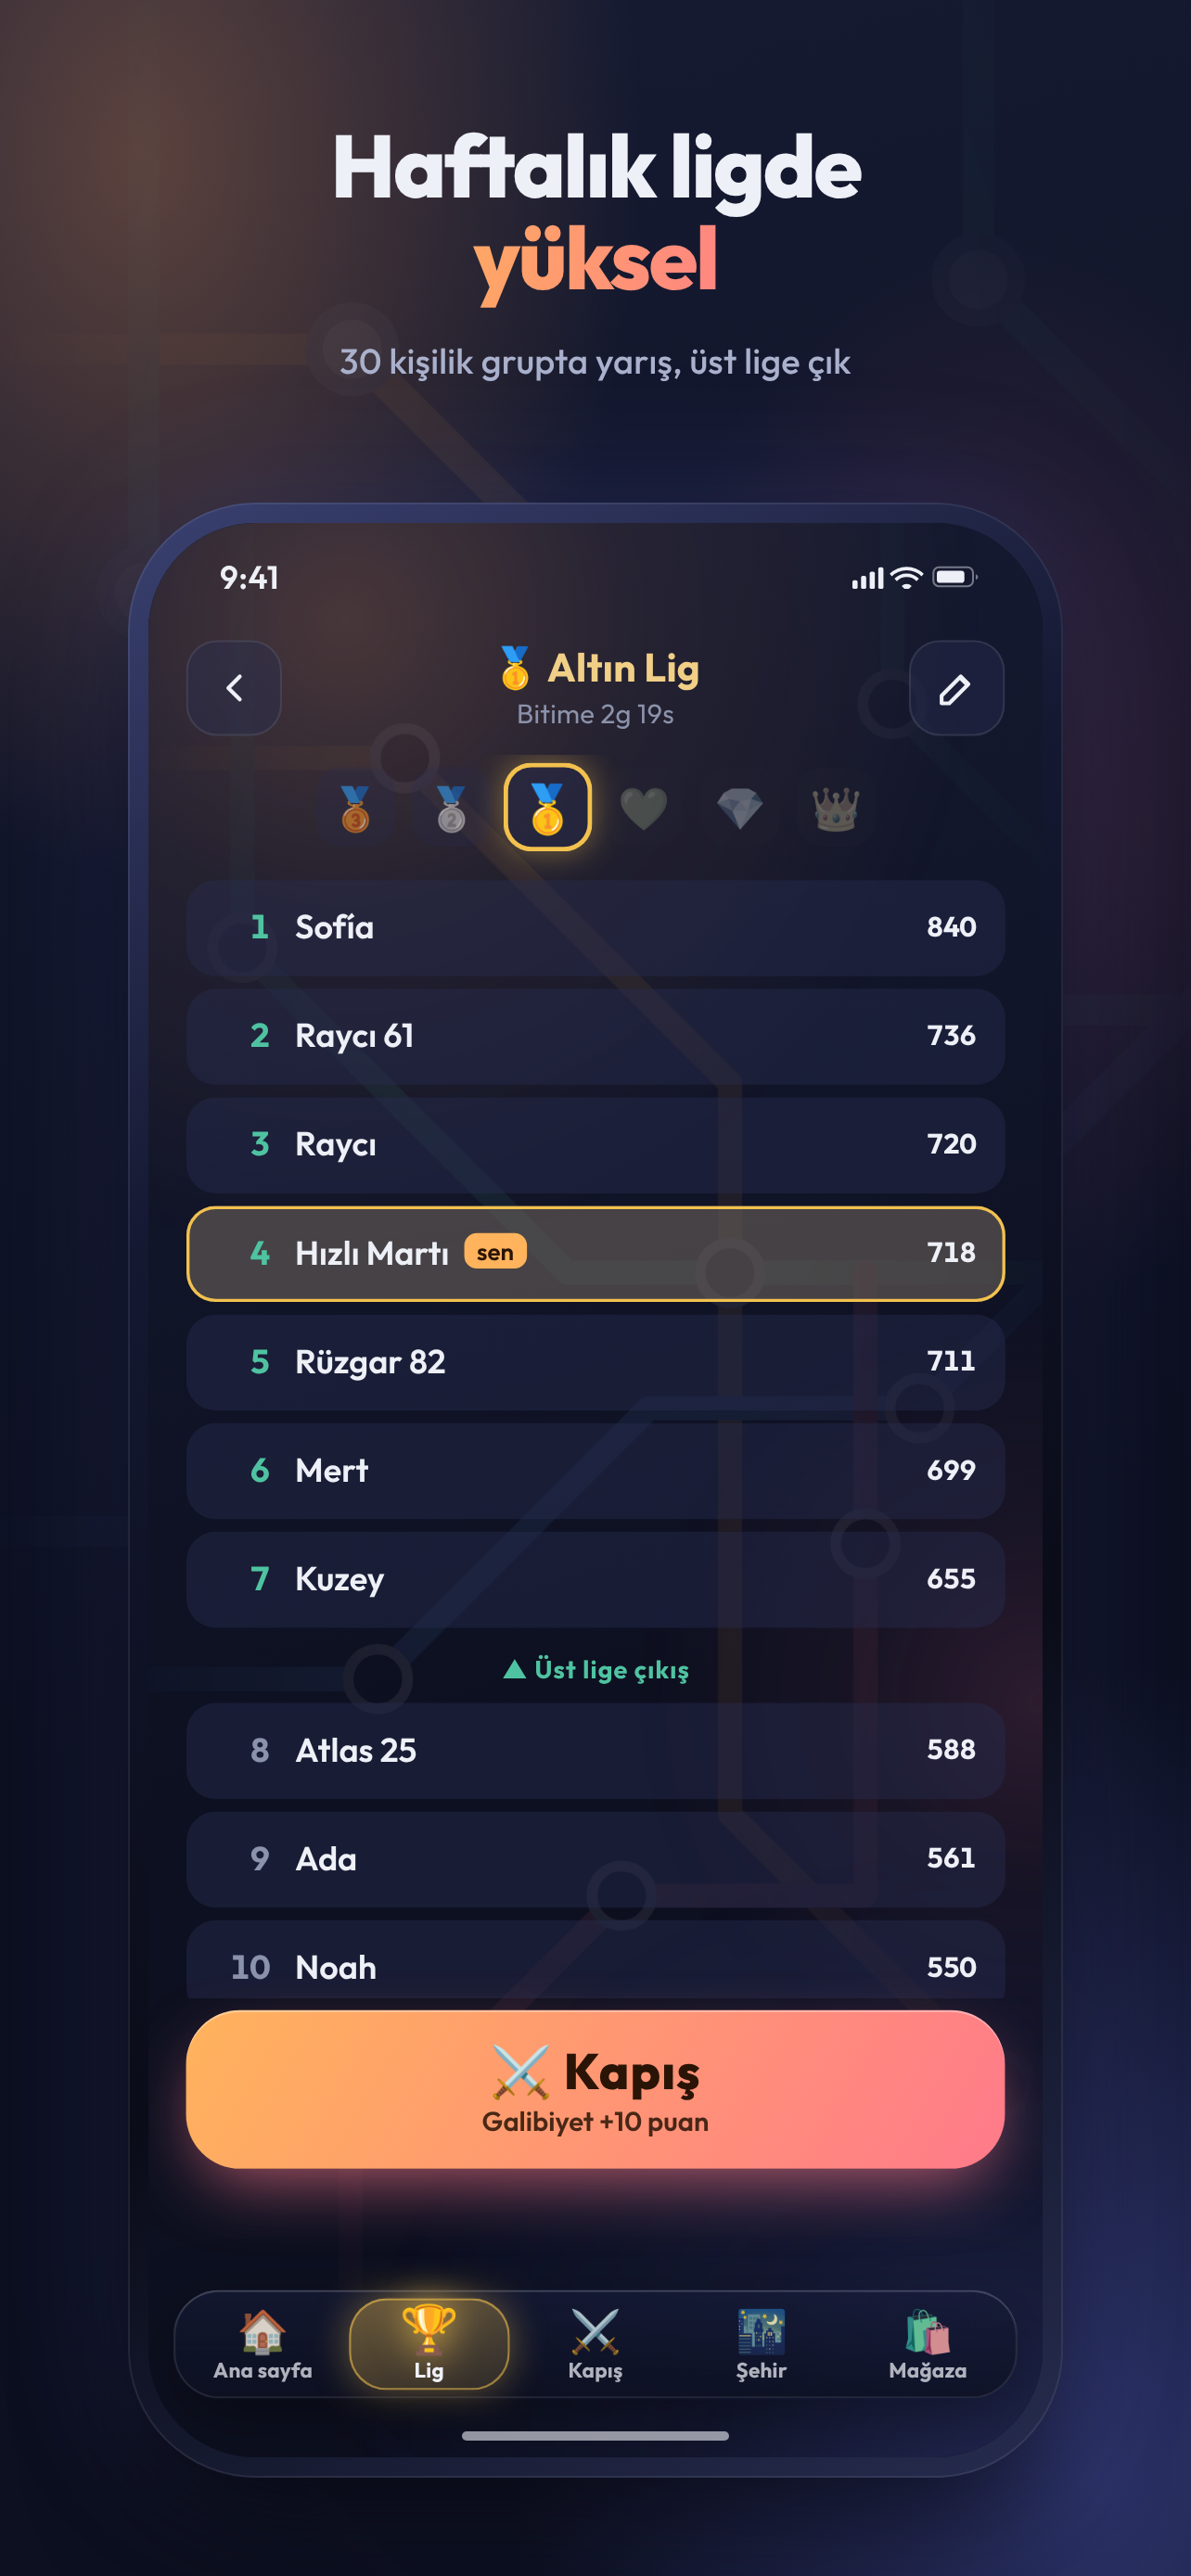 Haftalık ligde
yüksel
30 kişilik grupta yarış, üst lige çık
9:41
🥇 Altın Lig
Bitime 2g 19s
1 Sofía 840
2 Raycı 61 736
3 Raycı 720
4 Hızlı Martı sen 718
5 Rüzgar 82 711
6 Mert 699
7 Kuzey 655
▲ Üst lige çıkış
8 Atlas 25 588
9 Ada 561
10 Noah 550
⚔️ Kapış
Galibiyet +10 puan
Ana sayfa Lig Kapış Şehir Mağaza